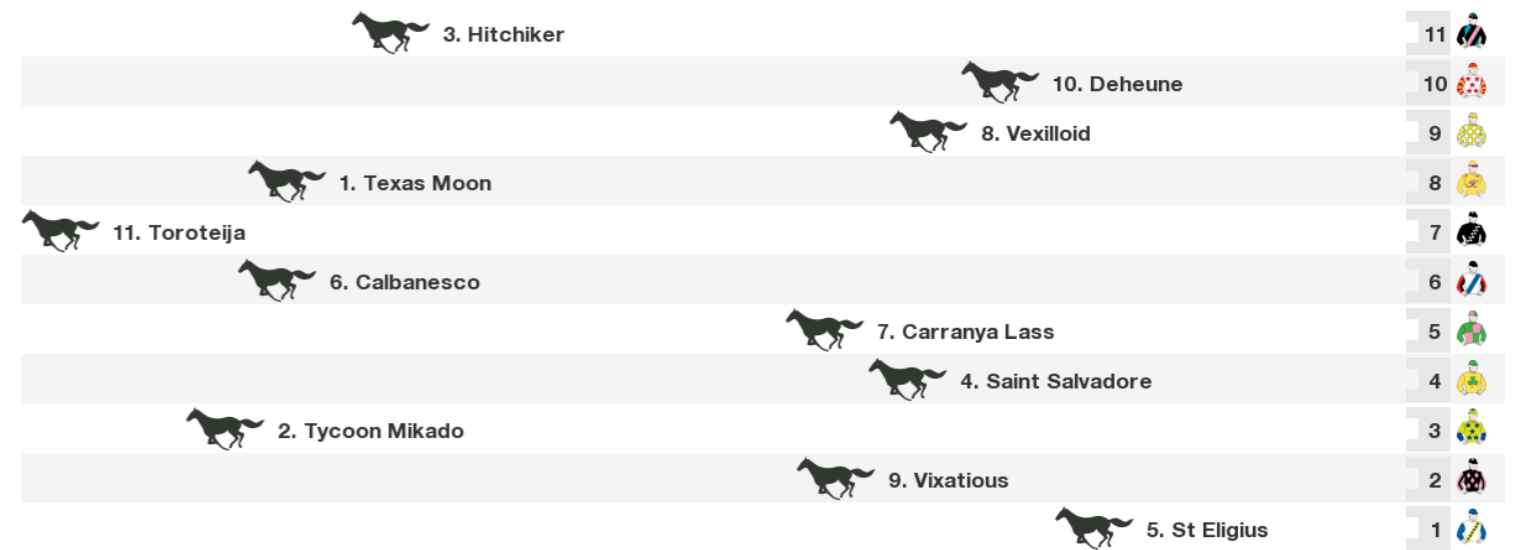 3. Hitchiker 11
10. Deheune 10
8. Vexilloid 9
1. Texas Moon 8
11. Toroteija 7
6. Calbanesco 6
7. Carranya Lass 5
4. Saint Salvadore 4
2. Tycoon Mikado 3
9. Vixatious 2
5. St Eligius 1